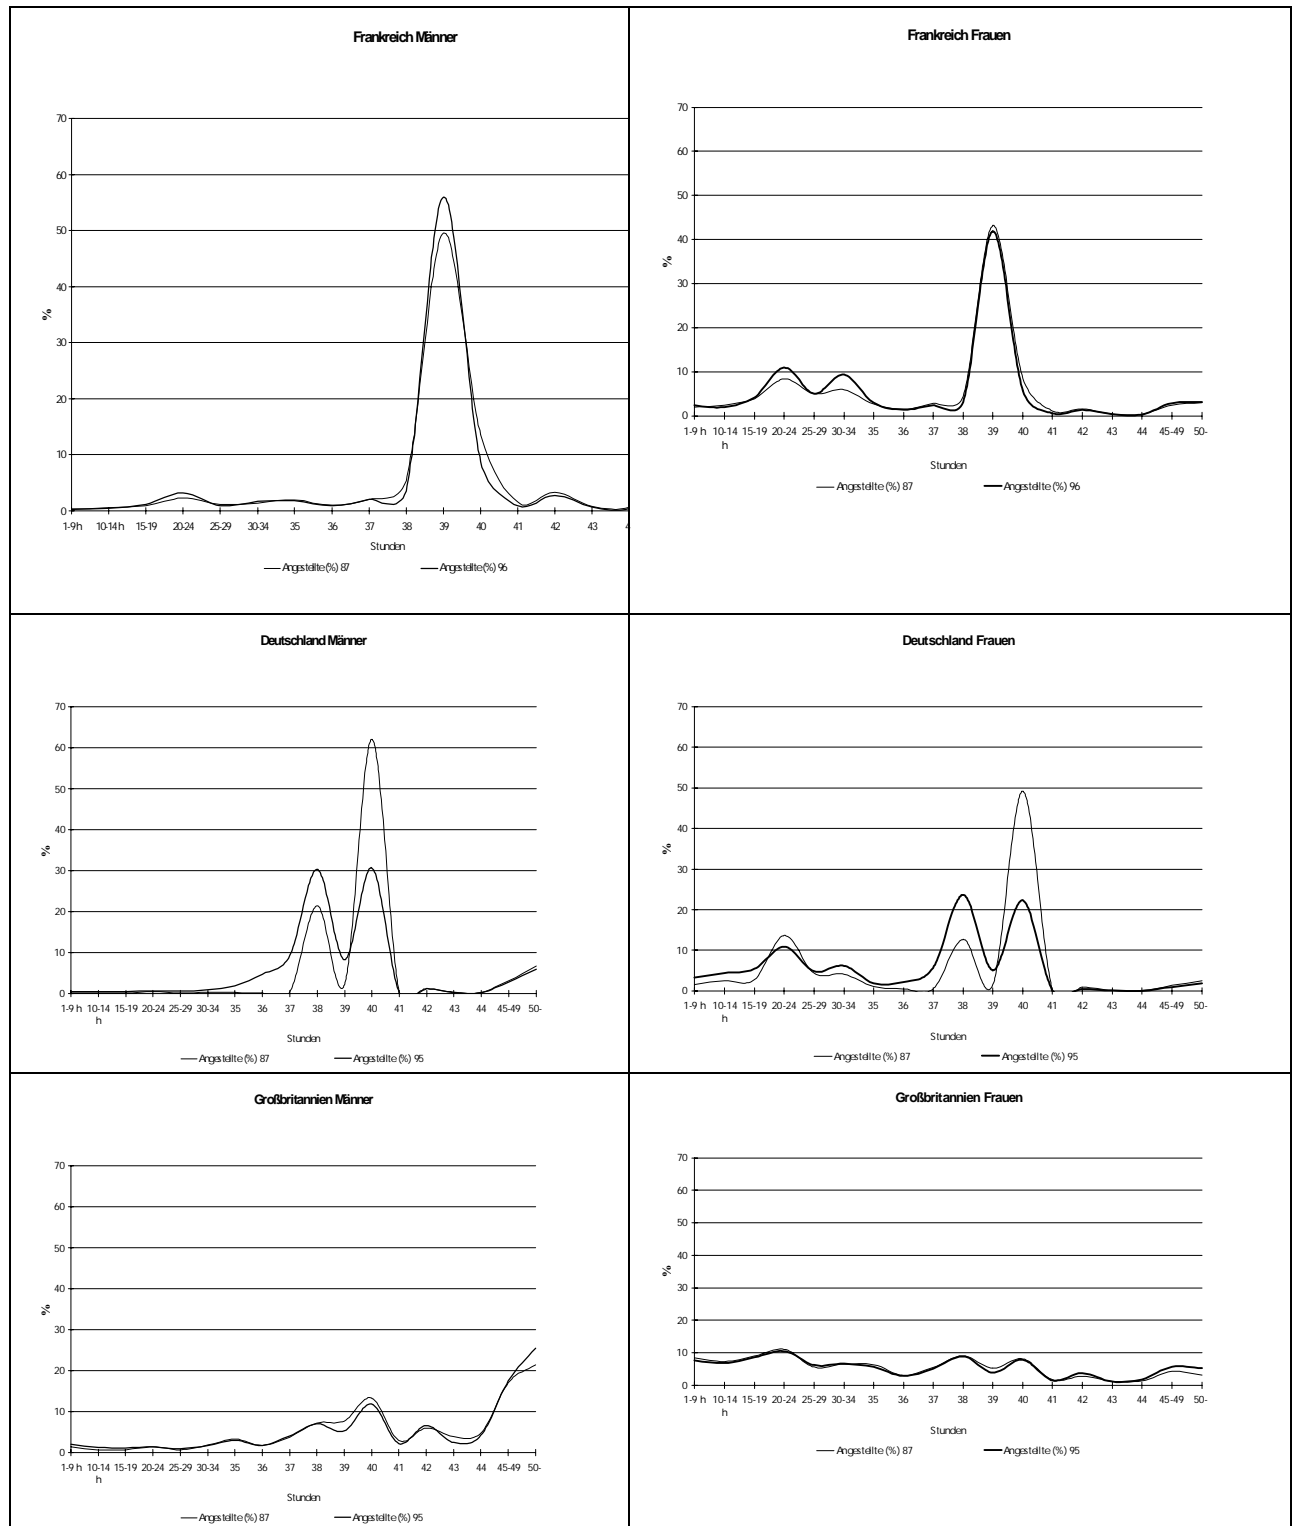 Frankreich Männer
70
60
50
40
30
20
10
0
%
1-9h 10-14h 15-19 20-24 25-29 30-34 35 36 37 38 39 40 41 42 43 4
Stunden
Angestellte (%) 87 Angestellte (%) 96
Frankreich Frauen
70
60
50
40
30
20
10
0
%
1-9 h 10-14 15-19 20-24 25-29 30-34 35 36 37 38 39 40 41 42 43 44 45-49 50-
h
Stunden
Angestellte (%) 87 Angestellte (%) 96
Deutschland Männer
70
60
50
40
30
20
10
0
%
1-9 h 10-14 15-19 20-24 25-29 30-34 35 36 37 38 39 40 41 42 43 44 45-49 50-
h
Stunden
Angestellte (%) 87 Angestellte (%) 95
Deutschland Frauen
70
60
50
40
30
20
10
0
%
1-9 h 10-14 15-19 20-24 25-29 30-34 35 36 37 38 39 40 41 42 43 44 45-49 50-
h
Stunden
Angestellte (%) 87 Angestellte (%) 95
Großbritannien Männer
70
60
50
40
30
20
10
0
%
1-9 h 10-14 15-19 20-24 25-29 30-34 35 36 37 38 39 40 41 42 43 44 45-49 50-
h
Stunden
Angestellte (%) 87 Angestellte (%) 95
Großbritannien Frauen
70
60
50
40
30
20
10
0
%
1-9 h 10-14 15-19 20-24 25-29 30-34 35 36 37 38 39 40 41 42 43 44 45-49 50-
h
Stunden
Angestellte (%) 87 Angestellte (%) 95